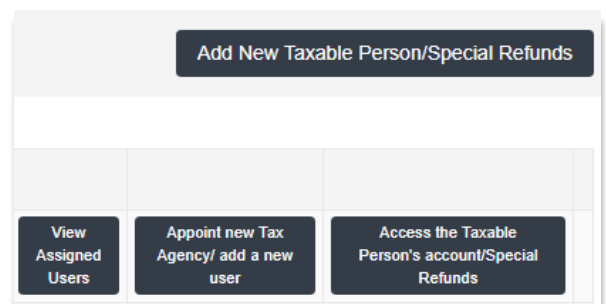 Add New Taxable Person/Special Refunds
View
Assigned
Users
Appoint new Tax
Agency/ add a new
user
Access the Taxable
Person's account/Special
Refunds